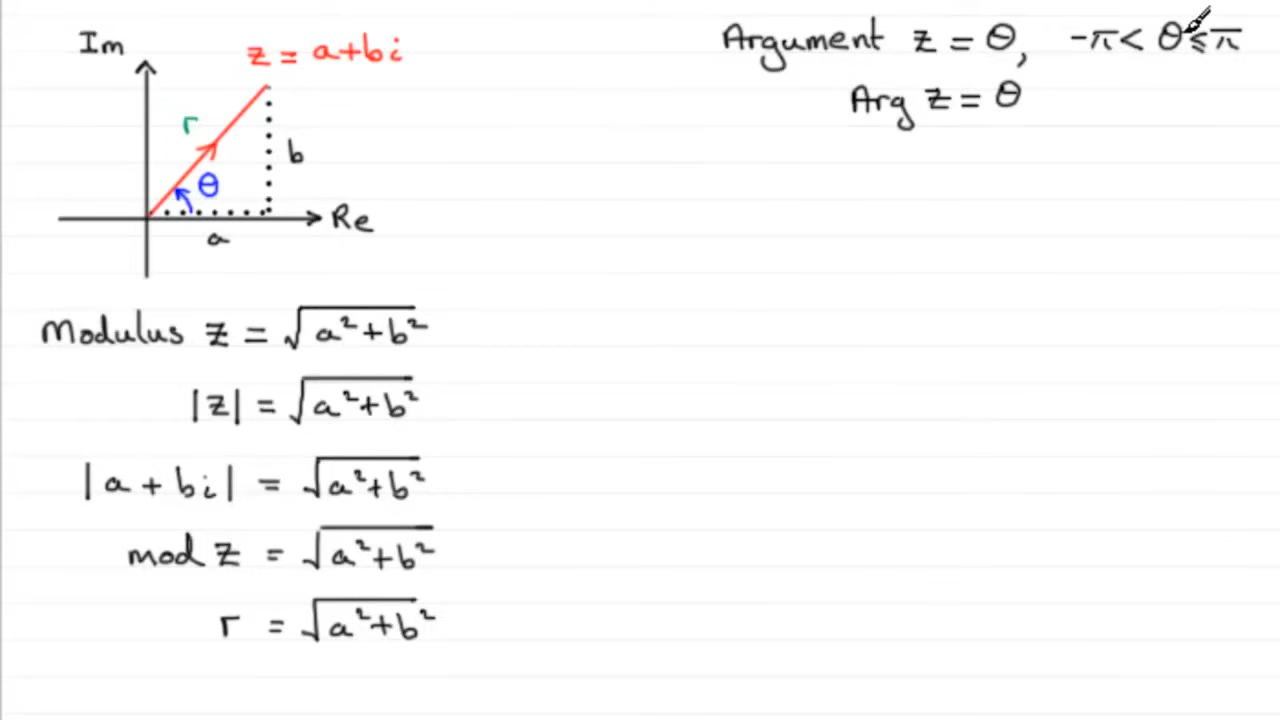 Im
z = a+bi
r
θ
b
Re
a
Modulus z = √a²+b²
|z| = √a²+b²
|a + bi| = √a²+b²
mod z = √a²+b²
r = √a²+b²
Argument z = θ, -π < θ ≤ π
Arg z = θ